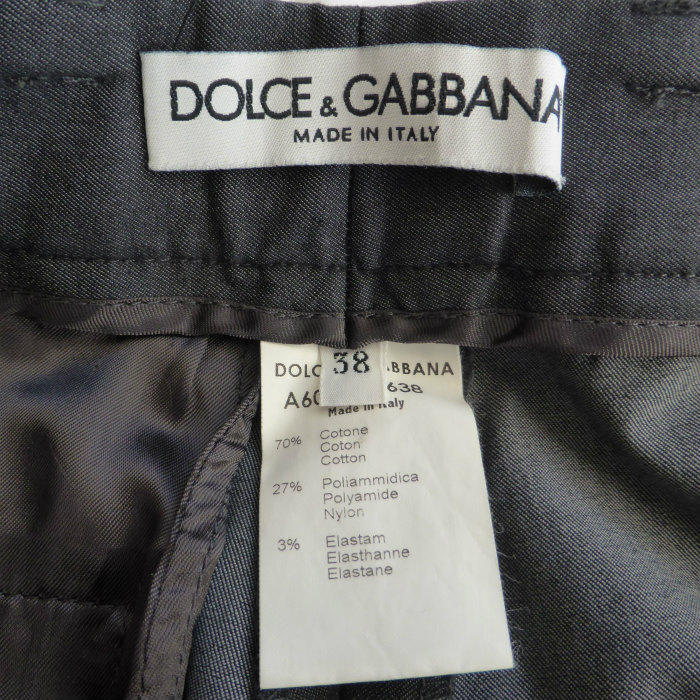 DOLCE & GABBANA
MADE IN ITALY
38
DOLC BBANA
A60 638
Made in Italy
70% Cotone
Coton
Cotton
27% Poliammidica
Polyamide
Nylon
3% Elastam
Elasthanne
Elastane